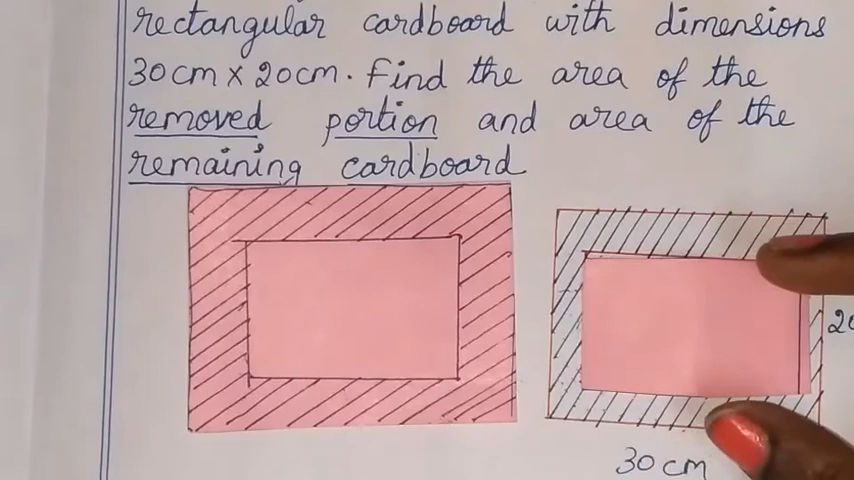 rectangular cardboard with dimensions
30cm x 20cm. Find the area of the
removed portion and area of the
remaining cardboard
30 cm